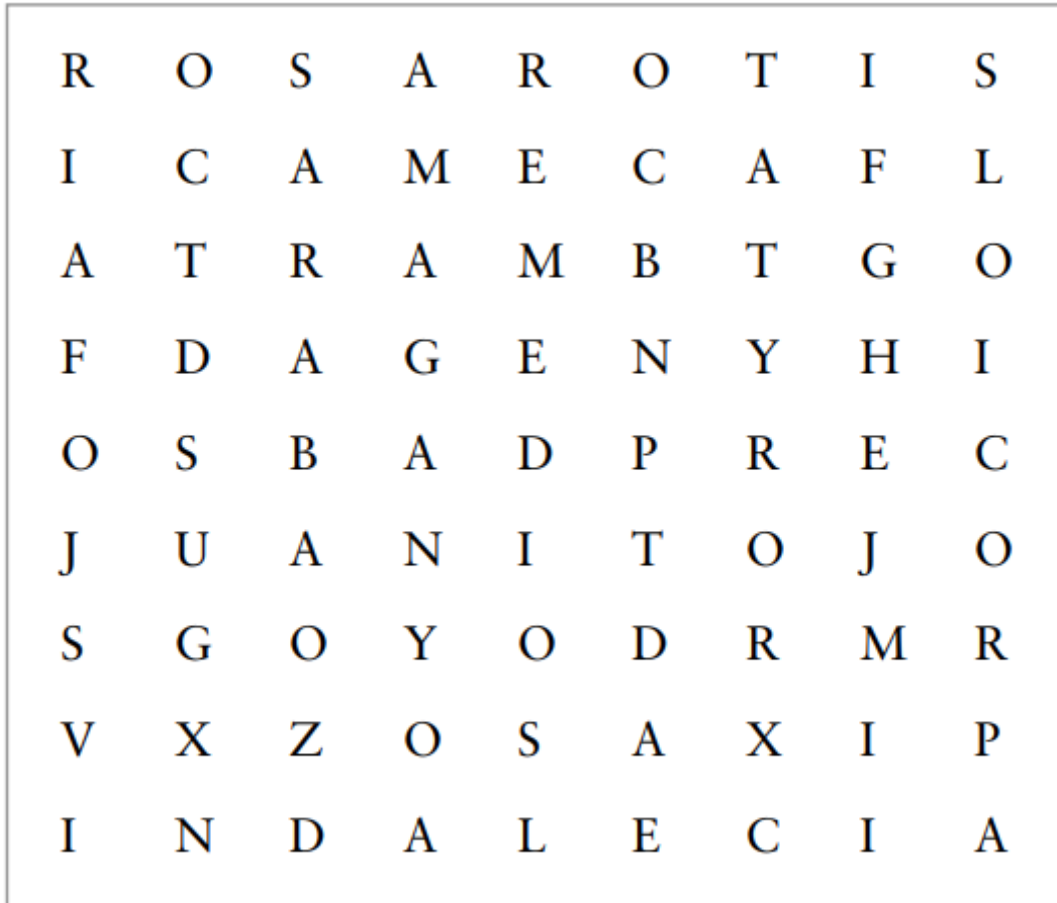 R O S A R O T I S
I C A M E C A F L
A T R A M B T G O
F D A G E N Y H I
O S B A D P R E C
J U A N I T O J O
S G O Y O D R M R
V X Z O S A X I P
I N D A L E C I A